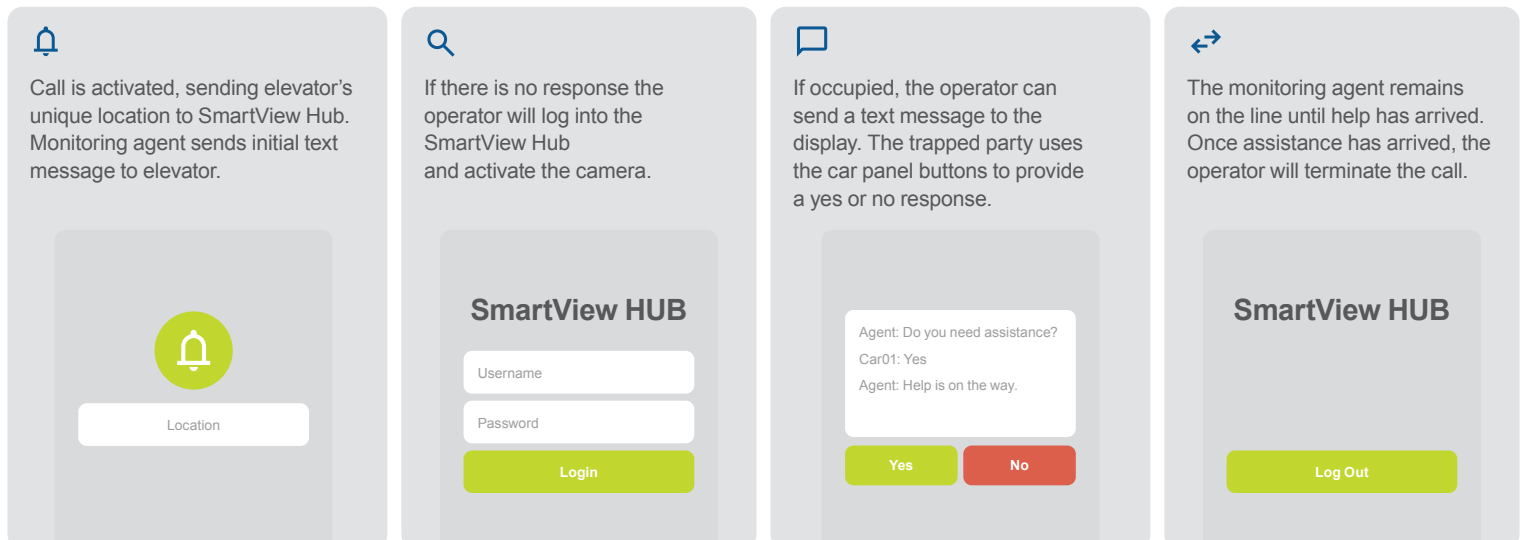 Call is activated, sending elevator's
unique location to SmartView Hub.
Monitoring agent sends initial text
message to elevator.
Location
If there is no response the
operator will log into the
SmartView Hub
and activate the camera.
SmartView HUB
Username
Password
Login
If occupied, the operator can
send a text message to the
display. The trapped party uses
the car panel buttons to provide
a yes or no response.
Agent: Do you need assistance?
Car01: Yes
Agent: Help is on the way.
Yes
No
The monitoring agent remains
on the line until help has arrived.
Once assistance has arrived, the
operator will terminate the call.
SmartView HUB
Log Out